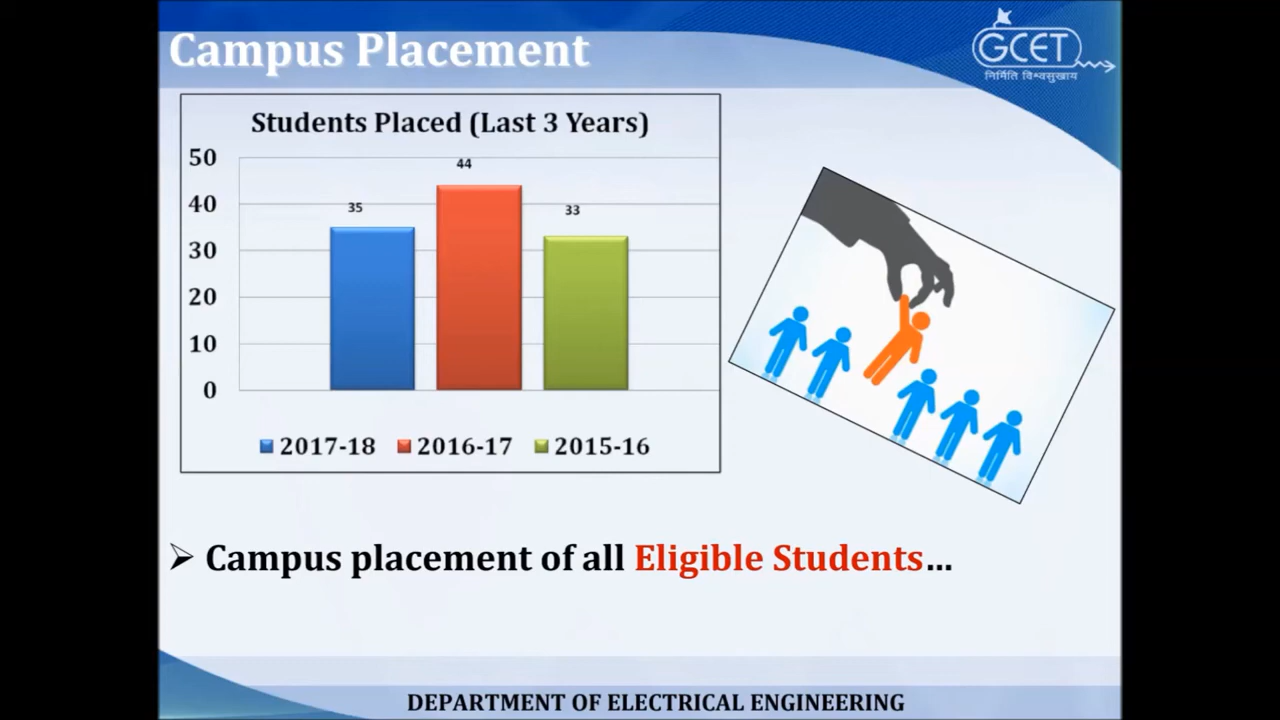 Campus Placement
GCET
निर्मिति विश्वसुखाय
Students Placed (Last 3 Years)
50
40
30
20
10
0
35
44
33
2017-18 2016-17 2015-16
➢ Campus placement of all Eligible Students...
DEPARTMENT OF ELECTRICAL ENGINEERING